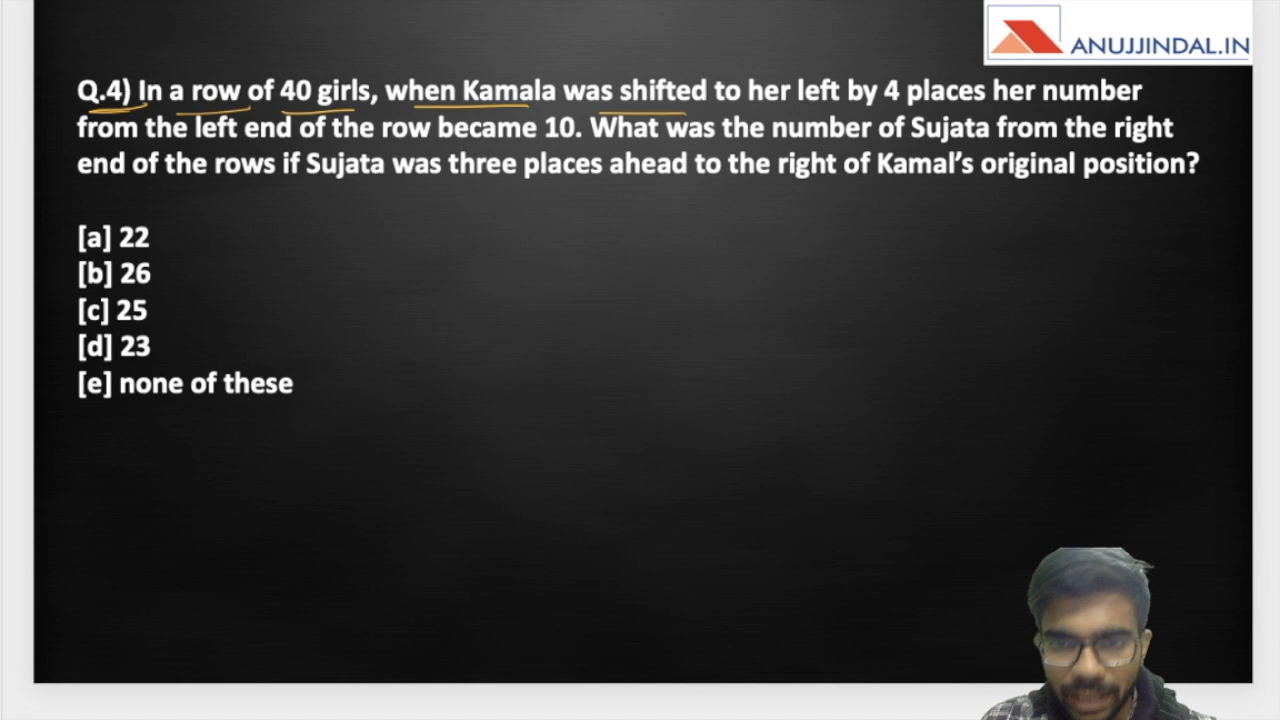 ANUJJINDAL.IN
Q.4) In a row of 40 girls, when Kamala was shifted to her left by 4 places her number
from the left end of the row became 10. What was the number of Sujata from the right
end of the rows if Sujata was three places ahead to the right of Kamal’s original position?
[a] 22
[b] 26
[c] 25
[d] 23
[e] none of these